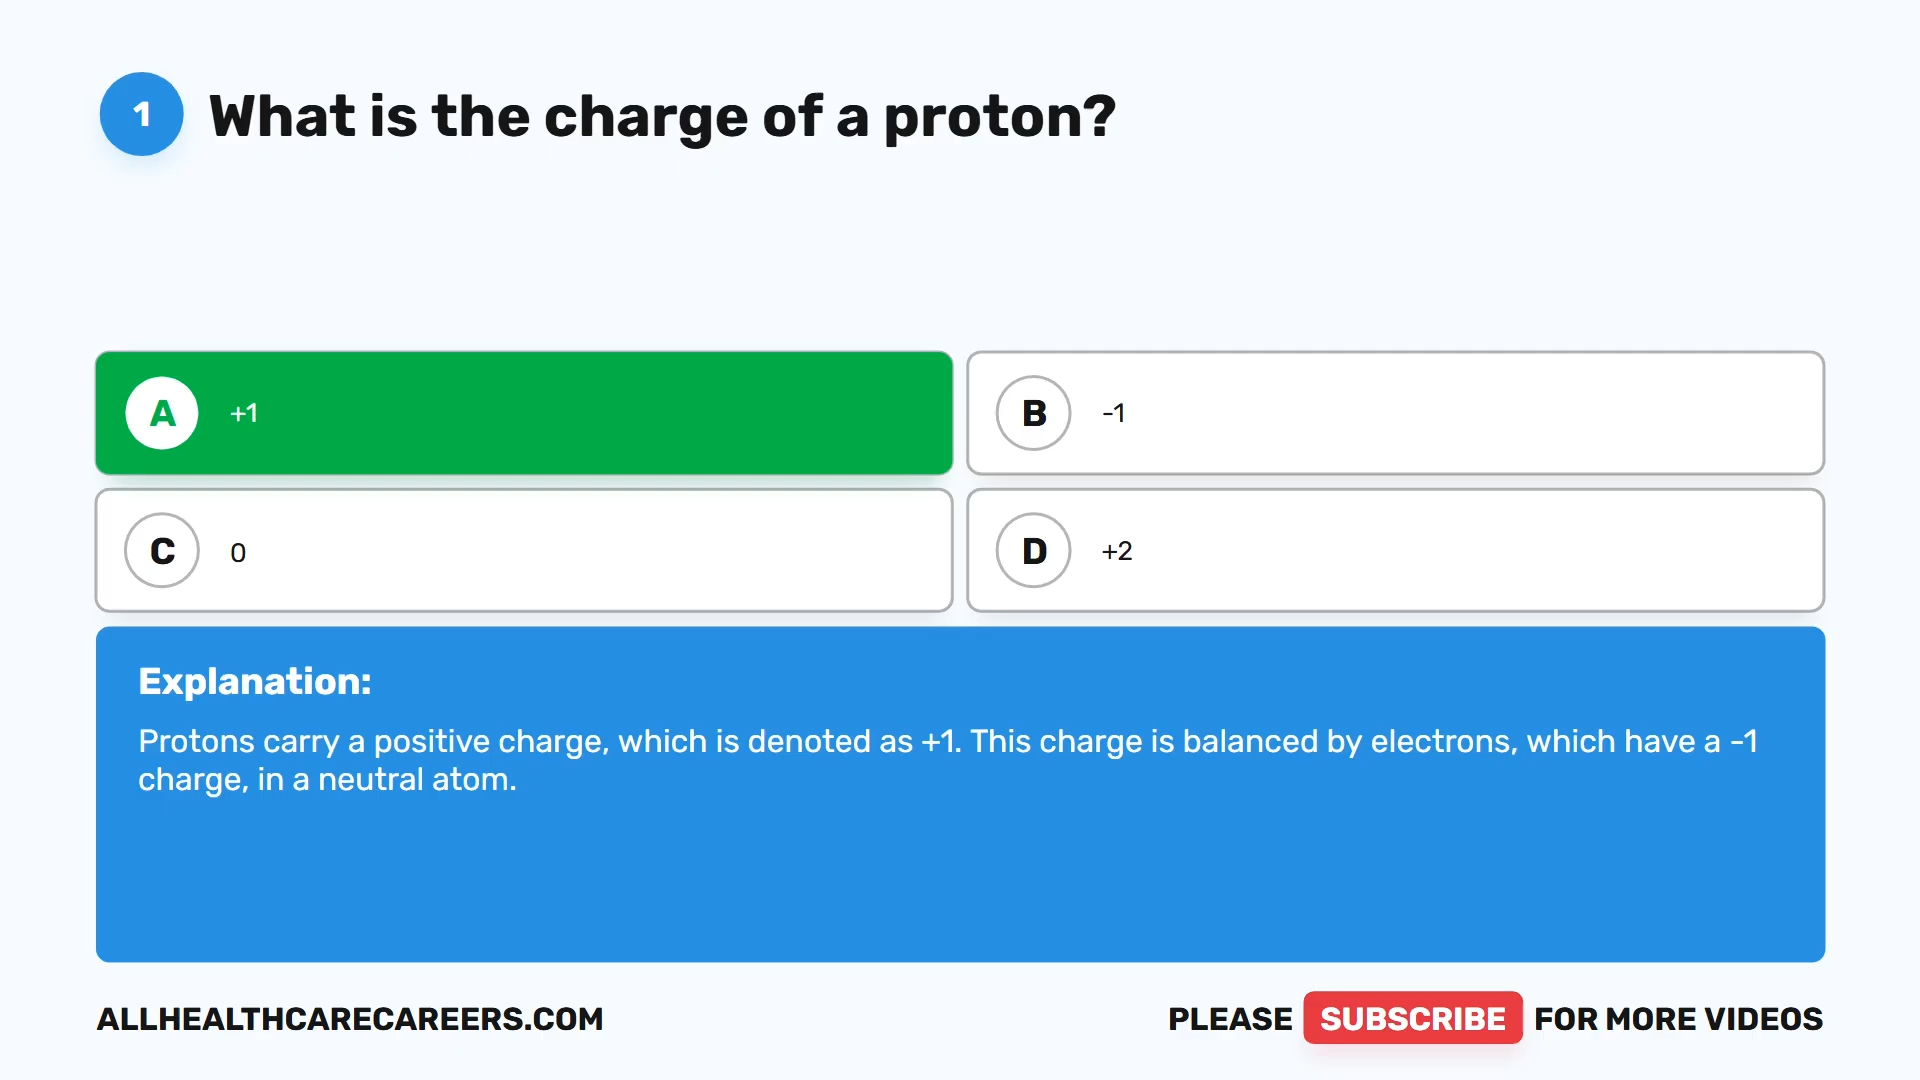 1 What is the charge of a proton?
A +1
B -1
C 0
D +2
Explanation:
Protons carry a positive charge, which is denoted as +1. This charge is balanced by electrons, which have a -1
charge, in a neutral atom.
ALLHEALTHCARECAREERS.COM
PLEASE SUBSCRIBE FOR MORE VIDEOS